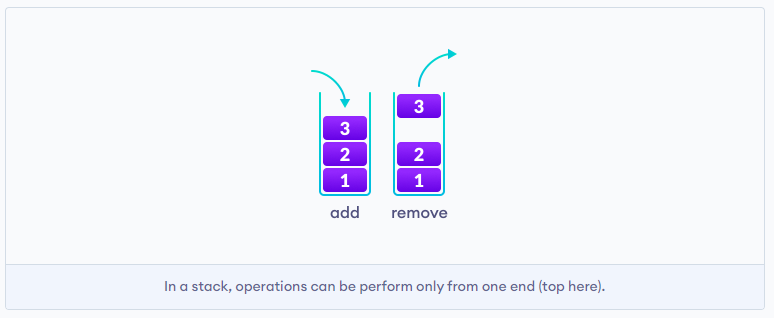 3
3
2
2
1
1
add
remove
In a stack, operations can be perform only from one end (top here).